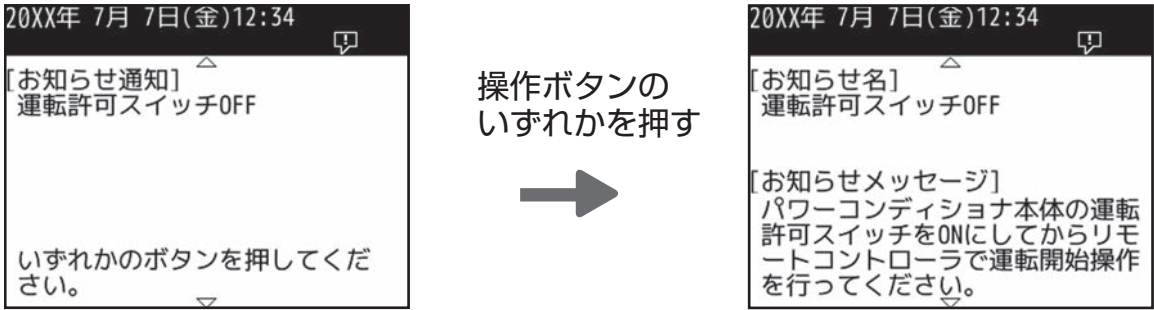 20XX年 7月 7日(金)12:34
[お知らせ通知]
運転許可スイッチOFF
いずれかのボタンを押してくだ
さい。
操作ボタンの
いずれかを押す
20XX年 7月 7日(金)12:34
[お知らせ名]
運転許可スイッチOFF
[お知らせメッセージ]
パワーコンディショナ本体の運転
許可スイッチをONにしてからリモ
ートコントローラで運転開始操作
を行ってください。